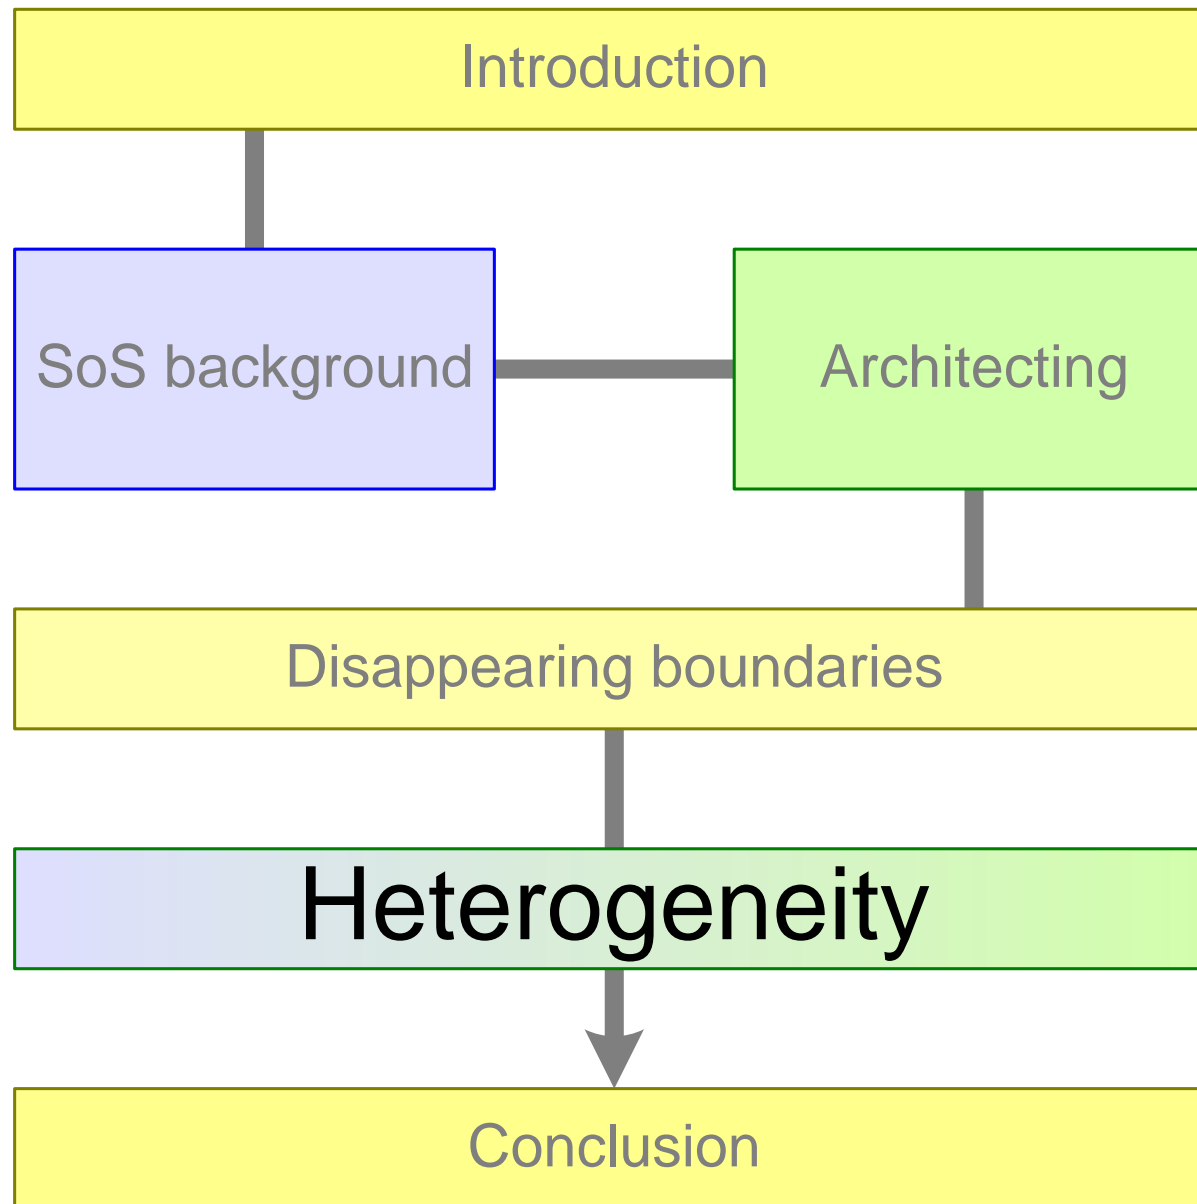 Introduction
SoS background
Architecting
Disappearing boundaries
Heterogeneity
Conclusion